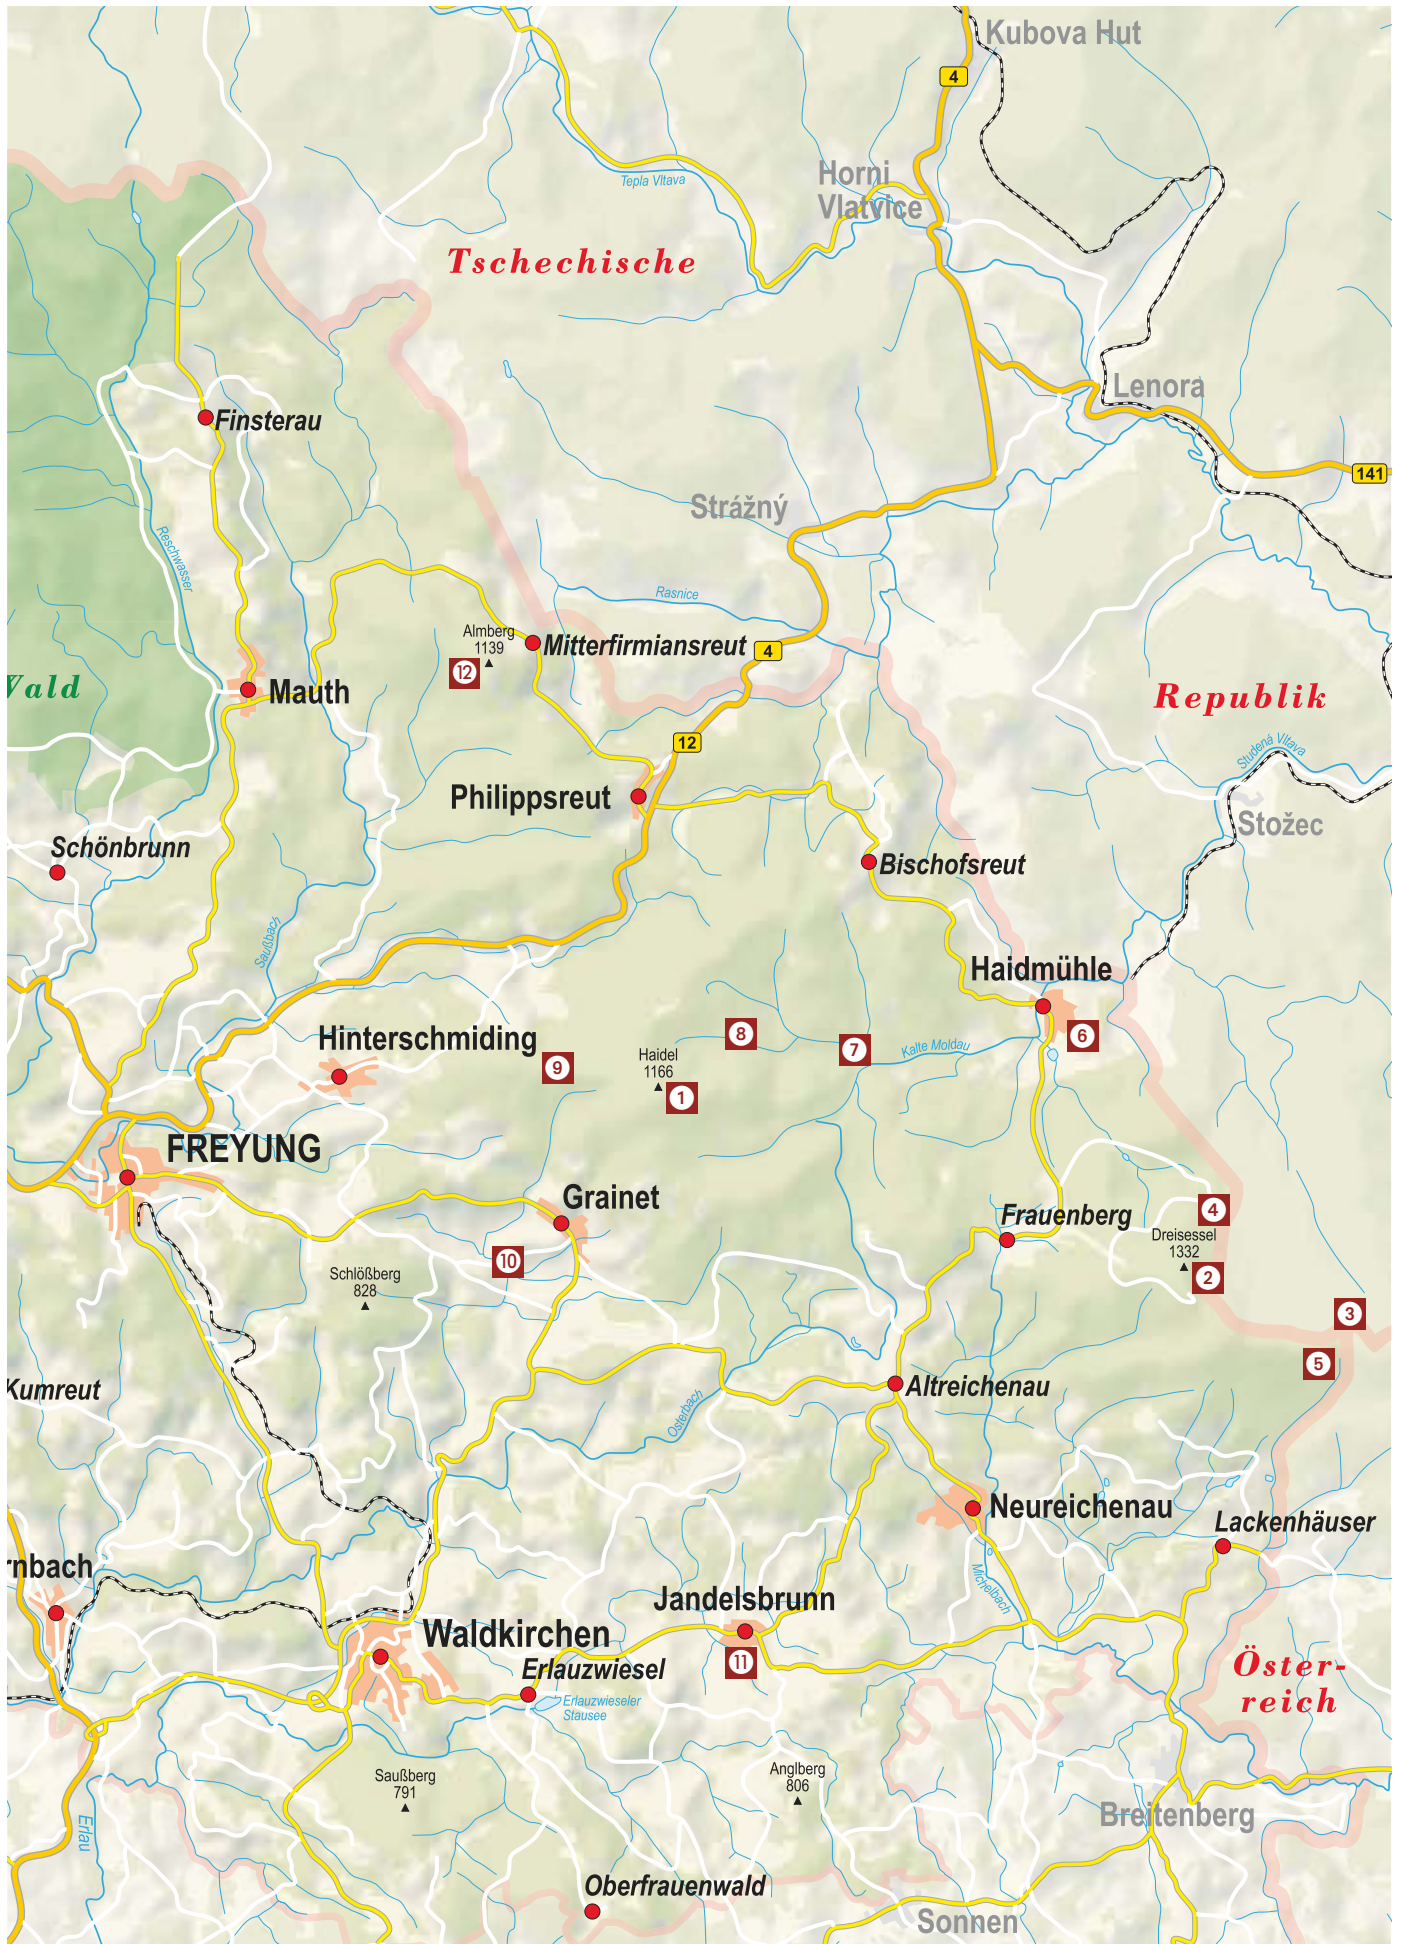 Kubova Hut
4
Horni
Vlatvice
Tepla Vltava
Tschechische
Lenora
Finsterau
141
Strážný
Reschwasser
Rasnice
Almberg
1139
12
Mitterfirmiansreut
4
Wald
Mauth
Republik
12
Studená Vltava
Philippsreut
Stožec
Schönbrunn
Bischofsreut
Saußbach
Haidmühle
Hinterschmiding
8
6
7
Kalte Moldau
9
Haidel
1166
1
FREYUNG
Grainet
4
Frauenberg
Dreisessel
1332
10
2
Schlößberg
828
3
5
Kumreut
Altreichenau
Osterbach
Neureichenau
Lackenhäuser
rnbach
Michelbach
Jandelsbrunn
Waldkirchen
11
Erlauzwiesel
Öster-
reich
Erlauzwieseler
Stausee
Saußberg
791
Anglberg
806
Breitenberg
Erlau
Oberfrauenwald
Sonnen